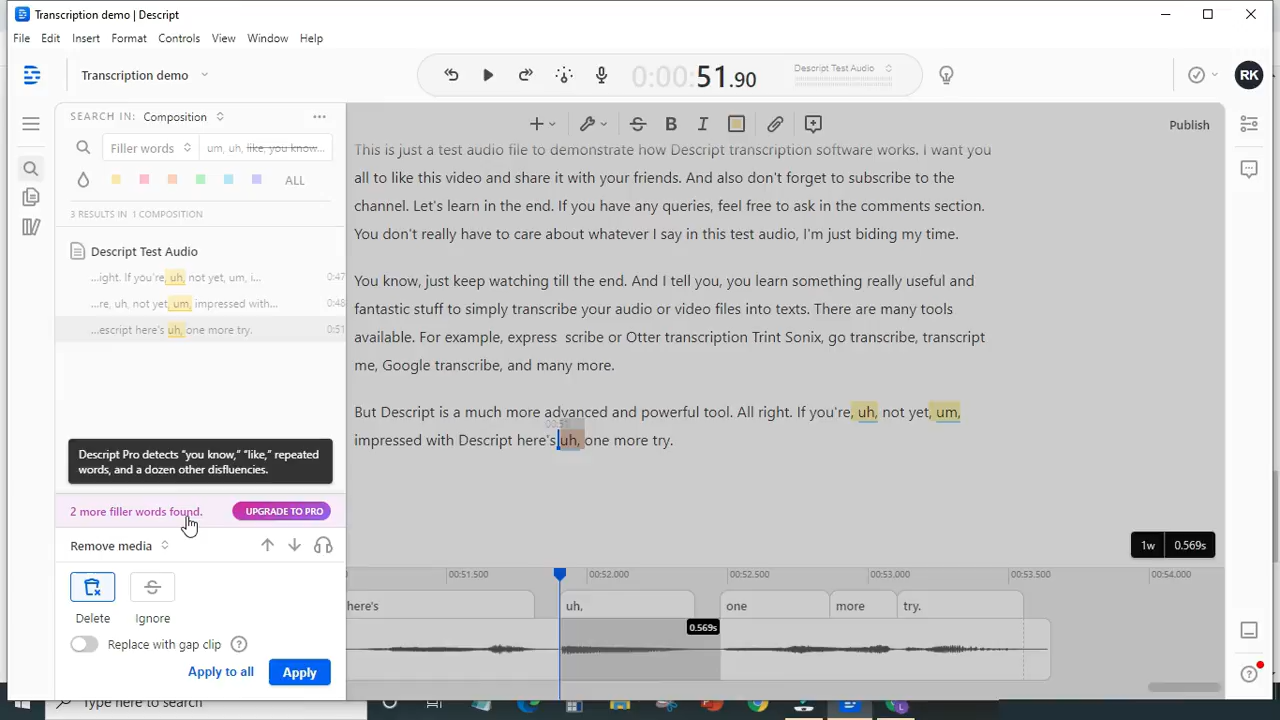 Transcription demo | Descript
File Edit Insert Format Controls View Window Help
Transcription demo
0:00:51.90
Descript Test Audio
RK
SEARCH IN: Composition
Filler words
um, uh, like, you know...
ALL
3 RESULTS IN 1 COMPOSITION
Descript Test Audio
...ight. If you're, uh, not yet, um, i... 0:47
...re, uh, not yet, um, impressed with... 0:48
...escript here's uh, one more try. 0:51
Descript Pro detects “you know,” “like,” repeated
words, and a dozen other disfluencies.
2 more filler words found.
UPGRADE TO PRO
Remove media
Delete
Ignore
Replace with gap clip ?
Apply to all
Apply
B I
Publish
This is just a test audio file to demonstrate how Descript transcription software works. I want you
all to like this video and share it with your friends. And also don't forget to subscribe to the
channel. Let's learn in the end. If you have any queries, feel free to ask in the comments section.
You don't really have to care about whatever I say in this test audio, I'm just biding my time.
You know, just keep watching till the end. And I tell you, you learn something really useful and
fantastic stuff to simply transcribe your audio or video files into texts. There are many tools
available. For example, express scribe or Otter transcription Trint Sonix, go transcribe, transcript
me, Google transcribe, and many more.
But Descript is a much more advanced and powerful tool. All right. If you're, uh, not yet, um,
impressed with Descript here's uh, one more try.
1w 0.569s
00:51.500 00:52.000 00:52.500 00:53.000 00:53.500 00:54.000
here's uh, one more try.
0.569s
?
Type here to search